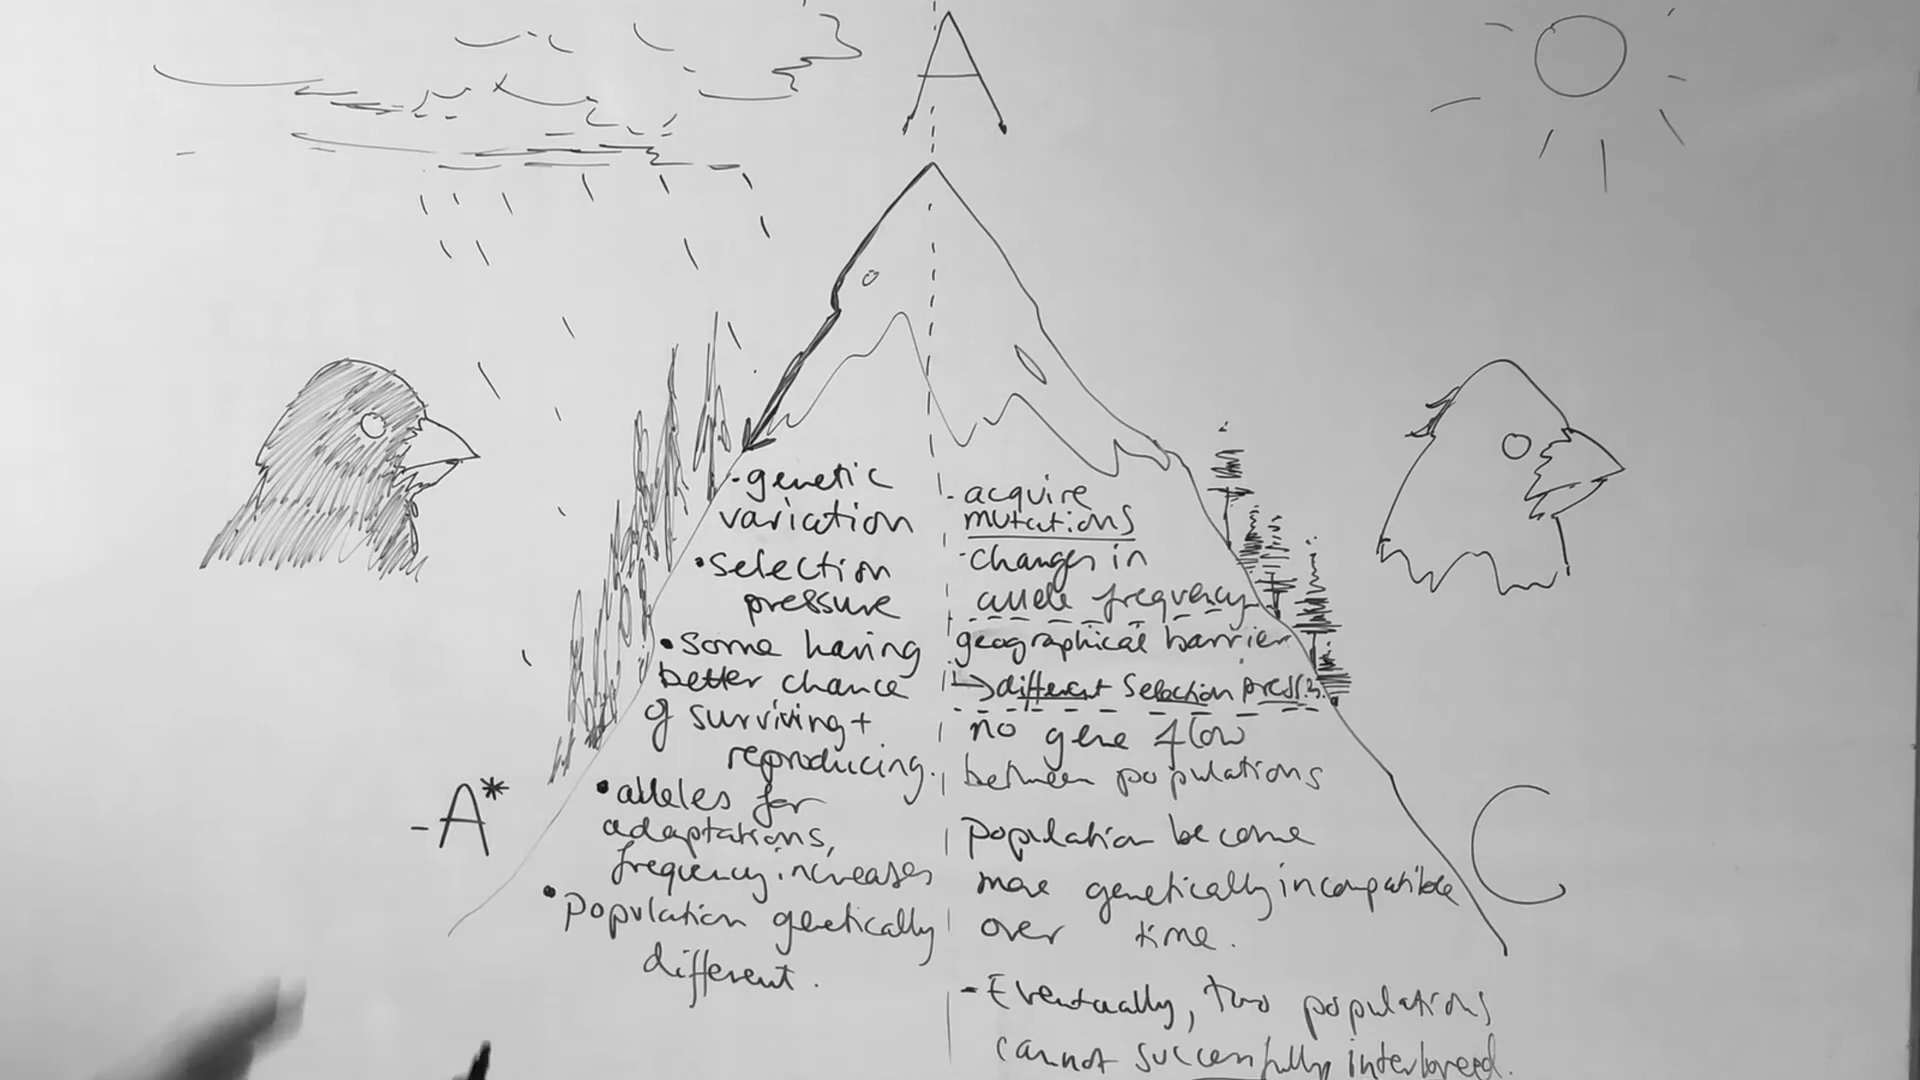 A
- genetic
variation
• selection
pressure
• some having
better chance
of surviving +
reproducing.
• alleles for
adaptations,
frequency increases
• population genetically
different.
- A*
- acquire
mutations
- changes in
allele frequency
geographical barrier
↳ different selection press.
no gene flow
between populations
population become
more genetically incompatible
over time.
- Eventually, two populations
cannot successfully interbreed.
C